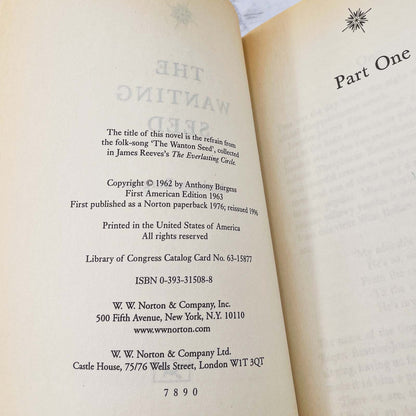 THE
WANTING
SEED
The title of this novel is the refrain from
the folk-song 'The Wanton Seed', collected
in James Reeves's The Everlasting Circle.
Copyright © 1962 by Anthony Burgess
First American Edition 1963
First published as a Norton paperback 1976; reissued 1996
Printed in the United States of America
All rights reserved
Library of Congress Catalog Card No. 63-15877
ISBN 0-393-31508-8
W. W. Norton & Company, Inc.
500 Fifth Avenue, New York, N.Y. 10110
www.wwnorton.com
W. W. Norton & Company Ltd.
Castle House, 75/76 Wells Street, London W1T 3QT
7 8 9 0
Part One